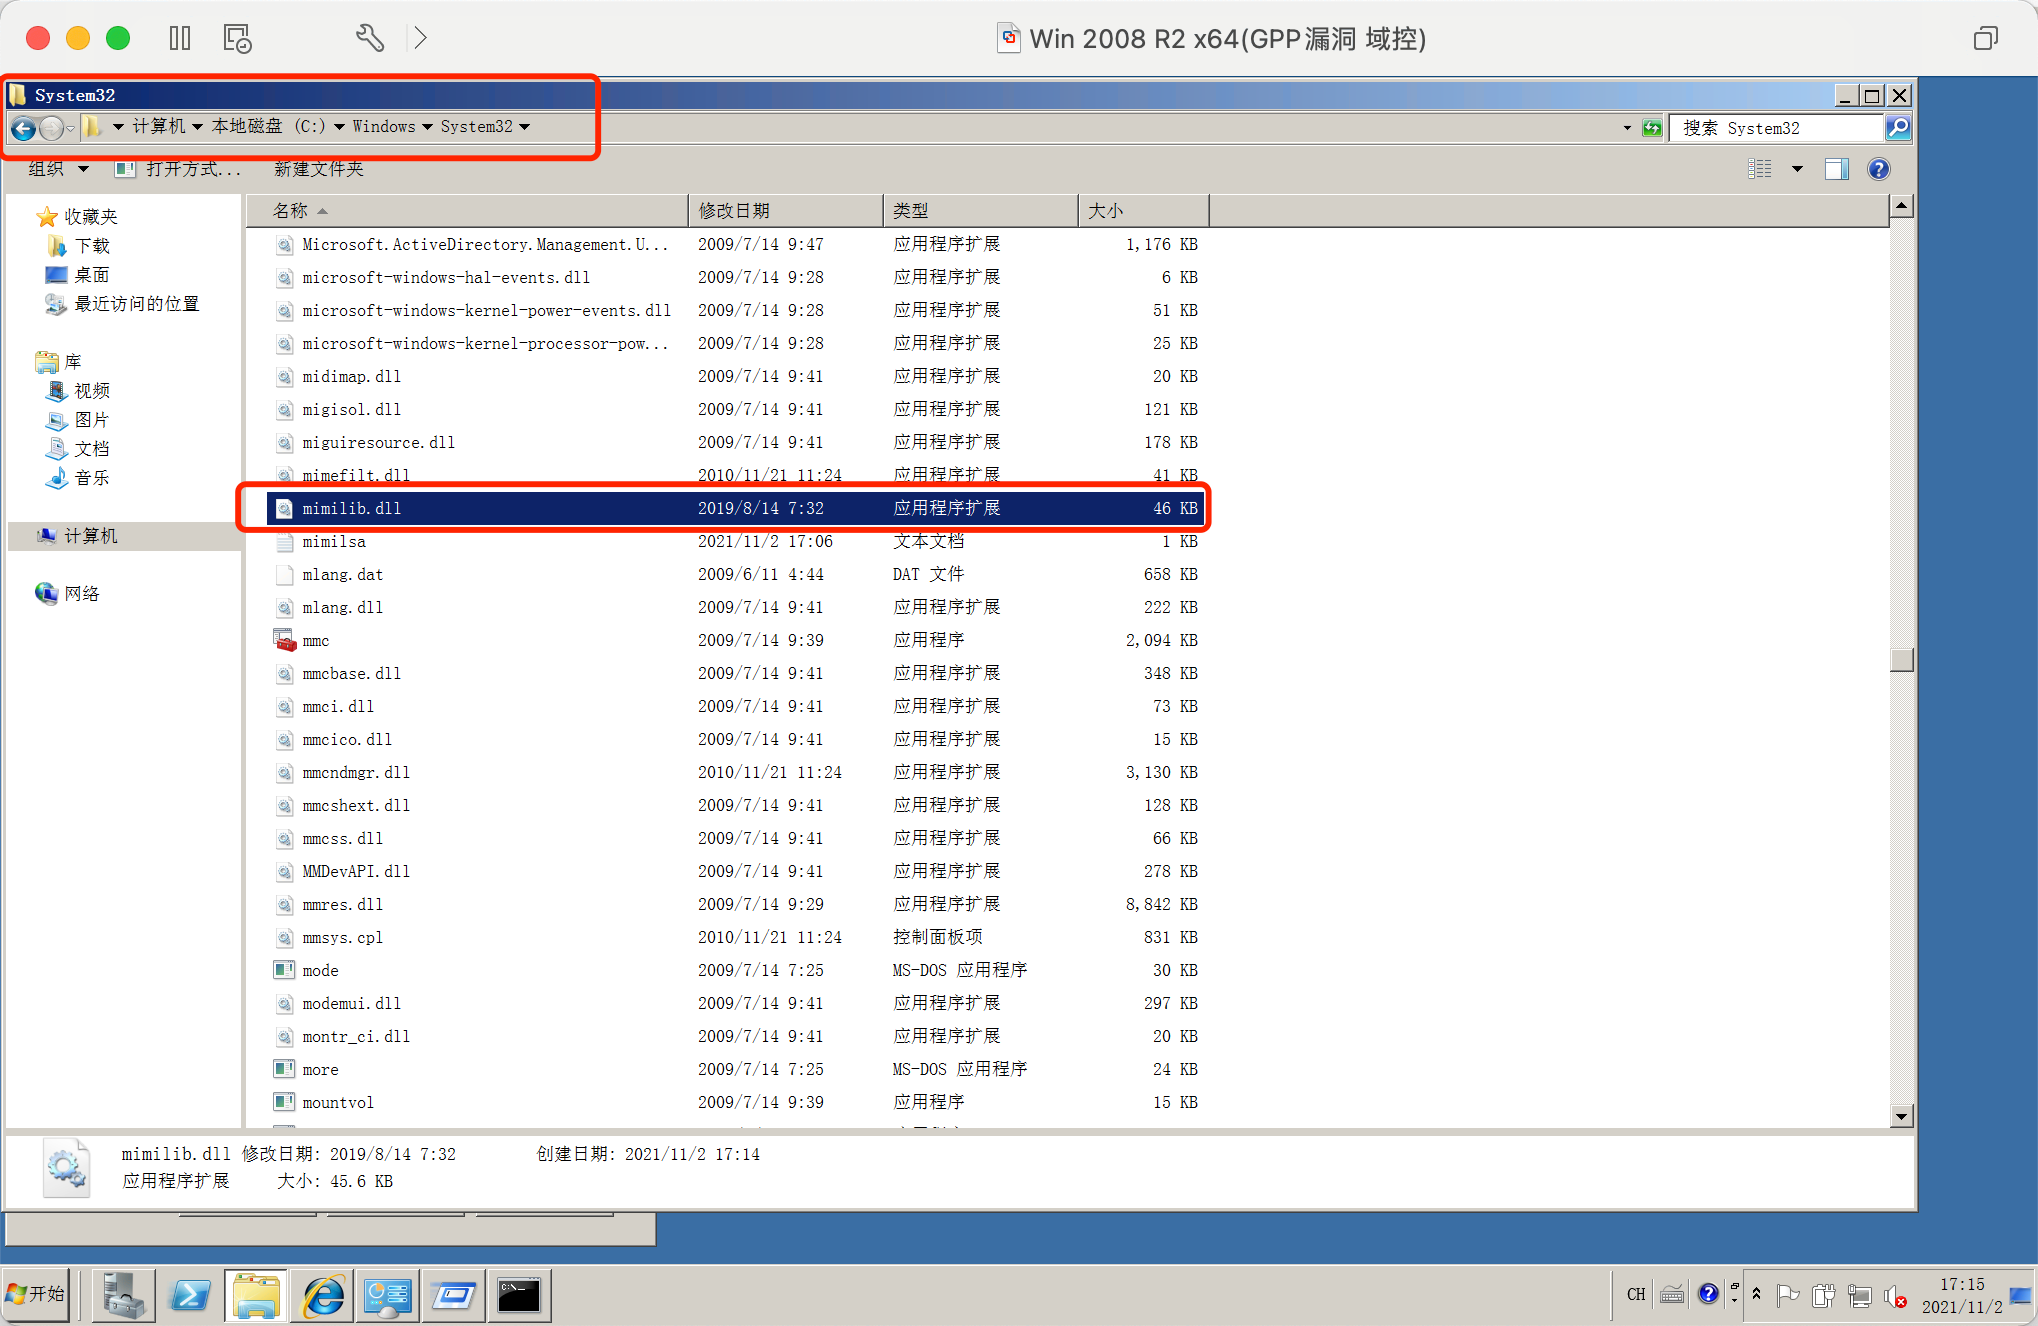 Win 2008 R2 x64(GPP漏洞 域控)
System32
计算机 本地磁盘 (C:) Windows System32
搜索 System32
组织 打开方式... 新建文件夹
收藏夹
下载
桌面
最近访问的位置
库
视频
图片
文档
音乐
计算机
网络
名称 修改日期 类型 大小
Microsoft.ActiveDirectory.Management.U... 2009/7/14 9:47 应用程序扩展 1,176 KB
microsoft-windows-hal-events.dll 2009/7/14 9:28 应用程序扩展 6 KB
microsoft-windows-kernel-power-events.dll 2009/7/14 9:28 应用程序扩展 51 KB
microsoft-windows-kernel-processor-pow... 2009/7/14 9:28 应用程序扩展 25 KB
midimap.dll 2009/7/14 9:41 应用程序扩展 20 KB
migisol.dll 2009/7/14 9:41 应用程序扩展 121 KB
miguiresource.dll 2009/7/14 9:41 应用程序扩展 178 KB
mimefilt.dll 2010/11/21 11:24 应用程序扩展 41 KB
mimilib.dll 2019/8/14 7:32 应用程序扩展 46 KB
mimilsa 2021/11/2 17:06 文本文档 1 KB
mlang.dat 2009/6/11 4:44 DAT 文件 658 KB
mlang.dll 2009/7/14 9:41 应用程序扩展 222 KB
mmc 2009/7/14 9:39 应用程序 2,094 KB
mmcbase.dll 2009/7/14 9:41 应用程序扩展 348 KB
mmci.dll 2009/7/14 9:41 应用程序扩展 73 KB
mmcico.dll 2009/7/14 9:41 应用程序扩展 15 KB
mmcndmgr.dll 2010/11/21 11:24 应用程序扩展 3,130 KB
mmcshext.dll 2009/7/14 9:41 应用程序扩展 128 KB
mmcss.dll 2009/7/14 9:41 应用程序扩展 66 KB
MMDevAPI.dll 2009/7/14 9:41 应用程序扩展 278 KB
mmres.dll 2009/7/14 9:29 应用程序扩展 8,842 KB
mmsys.cpl 2010/11/21 11:24 控制面板项 831 KB
mode 2009/7/14 7:25 MS-DOS 应用程序 30 KB
modemui.dll 2009/7/14 9:41 应用程序扩展 297 KB
montr_ci.dll 2009/7/14 9:41 应用程序扩展 20 KB
more 2009/7/14 7:25 MS-DOS 应用程序 24 KB
mountvol 2009/7/14 9:39 应用程序 15 KB
mimilib.dll 修改日期: 2019/8/14 7:32 创建日期: 2021/11/2 17:14
应用程序扩展 大小: 45.6 KB
开始
CH
17:15
2021/11/2